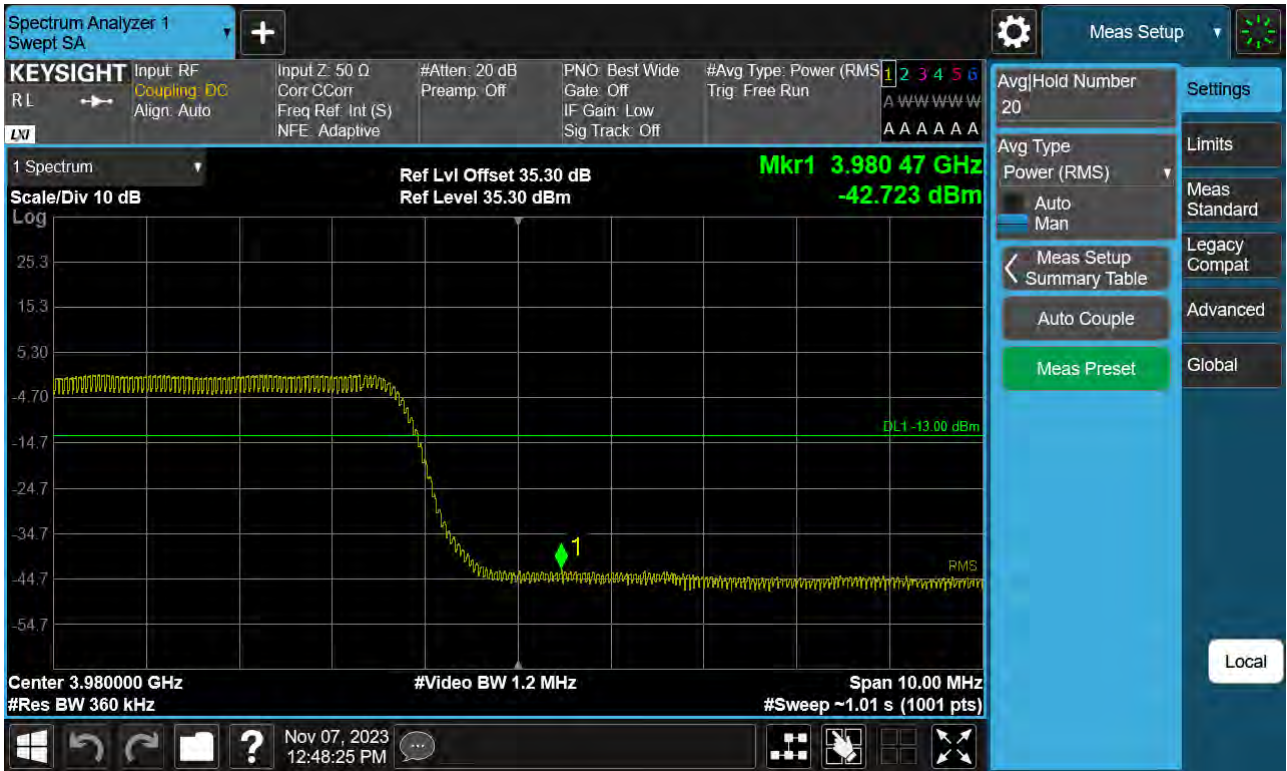 Spectrum Analyzer 1
Swept SA
+
Meas Setup
KEYSIGHT
RL
LXI
Input: RF
Coupling: DC
Align: Auto
Input Z: 50 Ω
Corr CCorr
Freq Ref: Int (S)
NFE: Adaptive
#Atten: 20 dB
Preamp: Off
PNO: Best Wide
Gate: Off
IF Gain: Low
Sig Track: Off
#Avg Type: Power (RMS
Trig: Free Run
1 2 3 4 5 6
A W W W W W
A A A A A A
1 Spectrum
Scale/Div 10 dB
Log
Ref Lvl Offset 35.30 dB
Ref Level 35.30 dBm
Mkr1 3.980 47 GHz
-42.723 dBm
25.3
15.3
5.30
-4.70
-14.7
-24.7
-34.7
-44.7
-54.7
DL1 -13.00 dBm
1
RMS
Center 3.980000 GHz
#Res BW 360 kHz
#Video BW 1.2 MHz
Span 10.00 MHz
#Sweep ~1.01 s (1001 pts)
Avg|Hold Number
20
Avg Type
Power (RMS)
Auto
Man
Meas Setup
Summary Table
Auto Couple
Meas Preset
Settings
Limits
Meas
Standard
Legacy
Compat
Advanced
Global
Local
?
Nov 07, 2023
12:48:25 PM